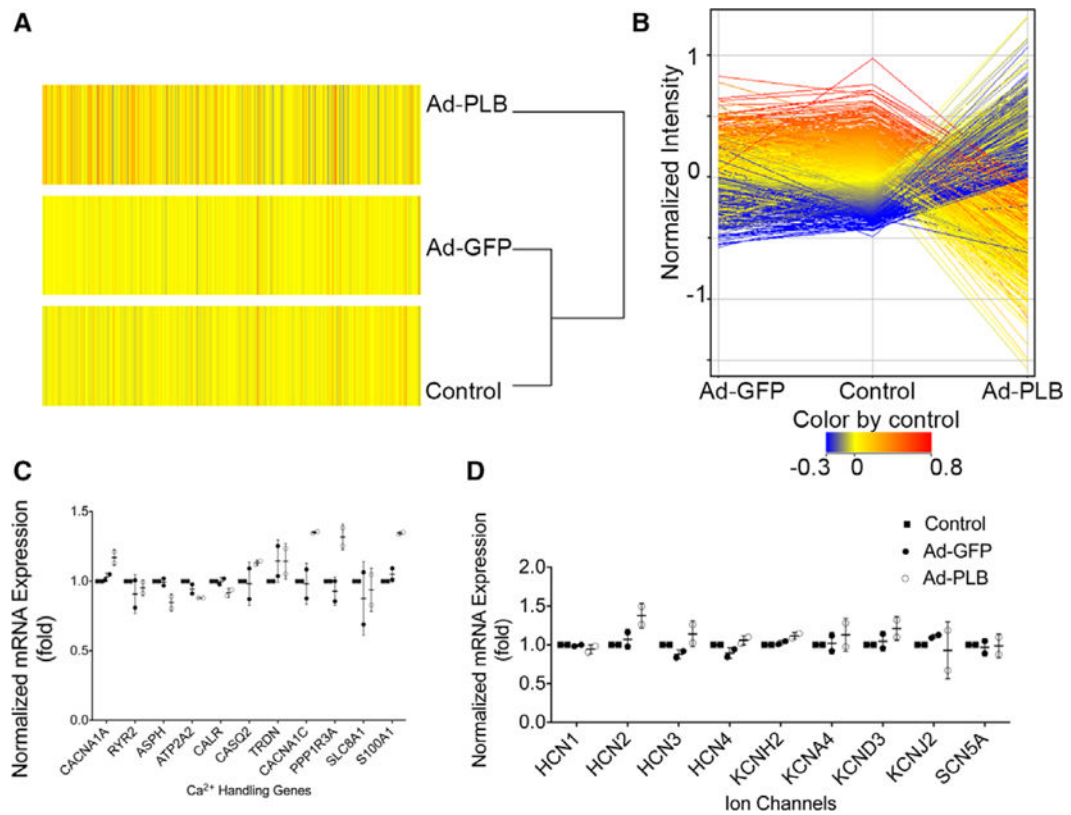 A
Ad-PLB
Ad-GFP
Control
B
Normalized Intensity
1
0
-1
Ad-GFP Control Ad-PLB
Color by control
-0.3 0 0.8
C
Normalized mRNA Expression
(fold)
1.5
1.0
0.5
0.0
CACNA1A RYR2 ASPH ATP2A2 CALR CASQ2 TRDN CACNA1C PPP1R3A SLC8A1 S100A1
Ca2+ Handling Genes
D
Control
Ad-GFP
Ad-PLB
Normalized mRNA Expression
(fold)
2.0
1.5
1.0
0.5
0.0
HCN1 HCN2 HCN3 HCN4 KCNH2 KCNA4 KCND3 KCNJ2 SCN5A
Ion Channels